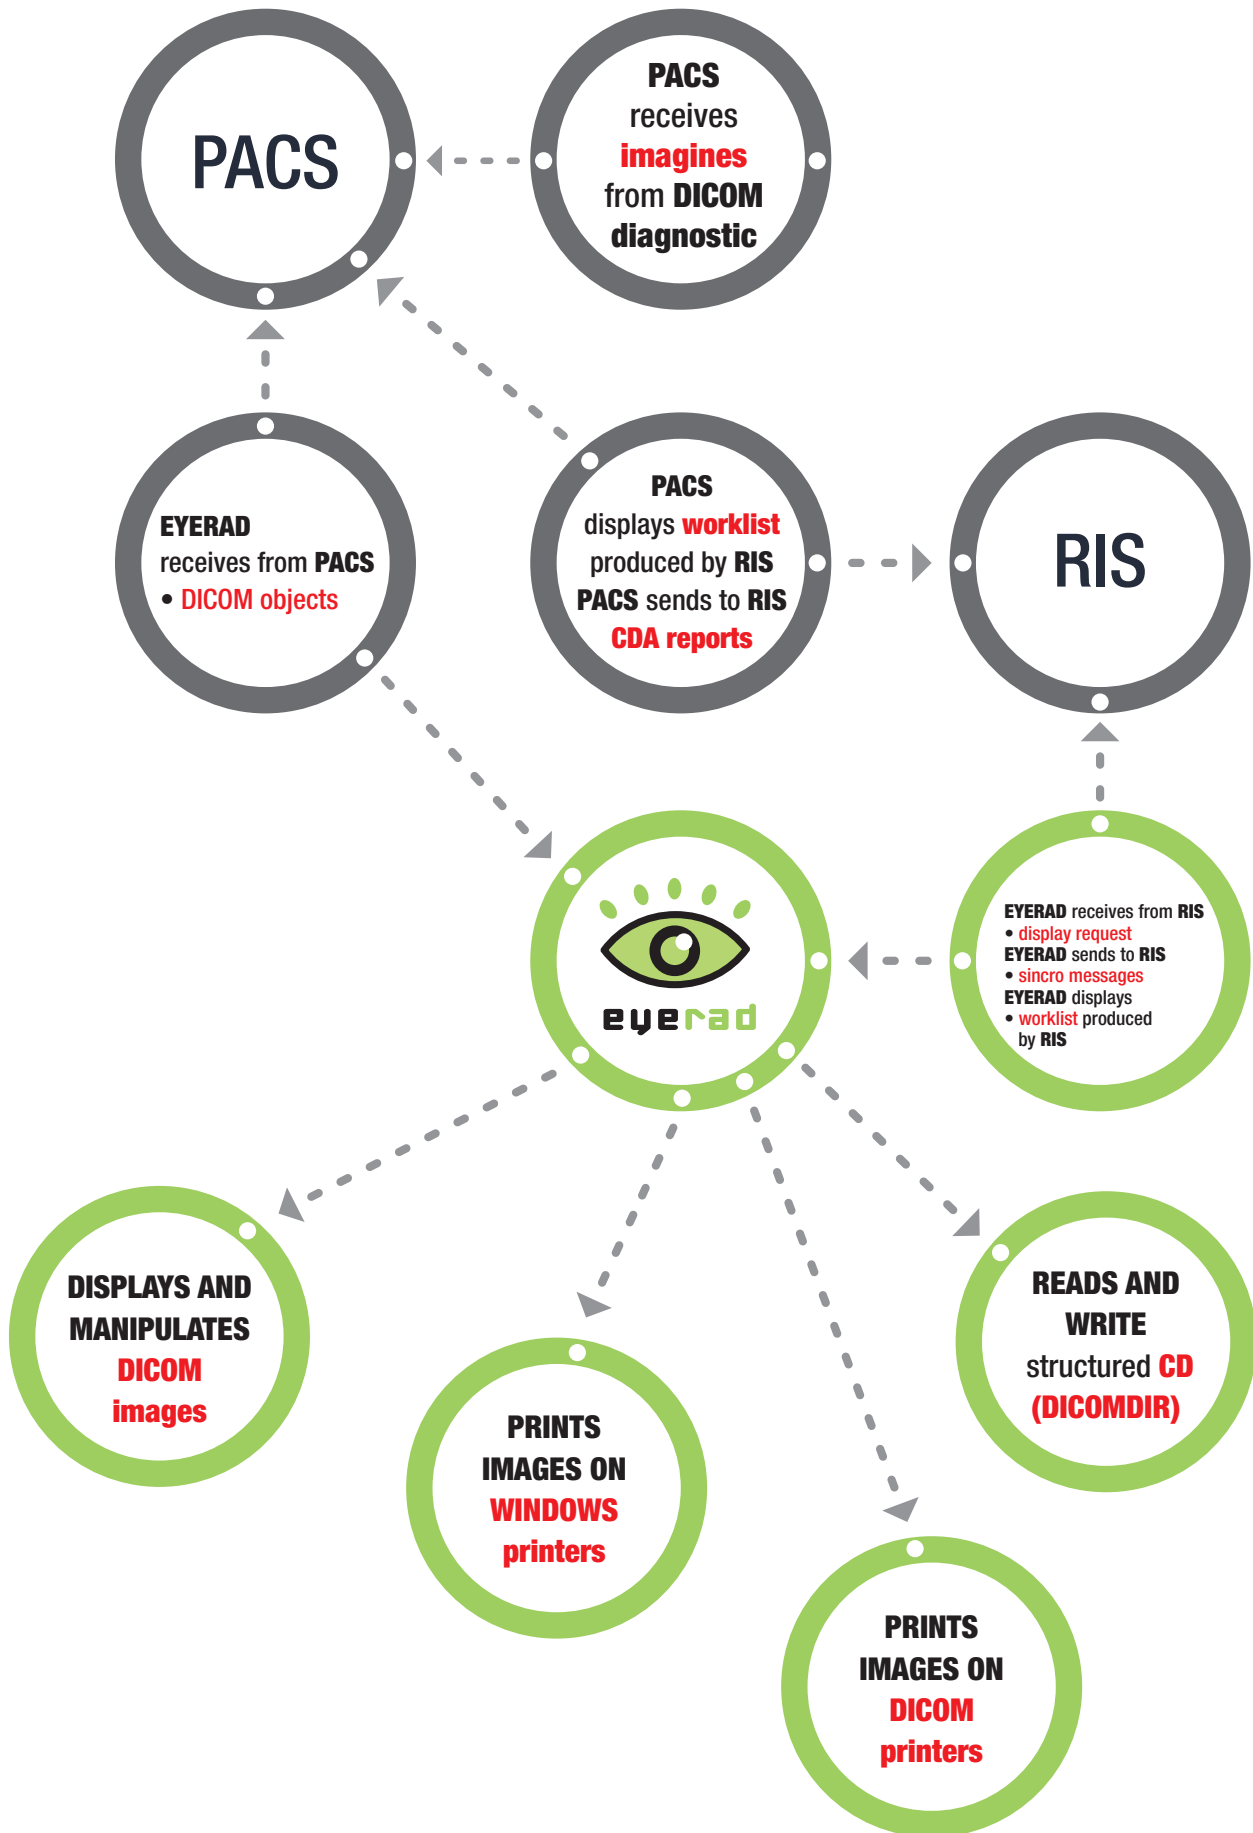 PACS
PACS
receives
imagines
from DICOM
diagnostic
EYERAD
receives from PACS
• DICOM objects
PACS
displays worklist
produced by RIS
PACS sends to RIS
CDA reports
RIS
eyerad
EYERAD receives from RIS
• display request
EYERAD sends to RIS
• sincro messages
EYERAD displays
• worklist produced
by RIS
DISPLAYS AND
MANIPULATES
DICOM
images
PRINTS
IMAGES ON
WINDOWS
printers
PRINTS
IMAGES ON
DICOM
printers
READS AND
WRITE
structured CD
(DICOMDIR)